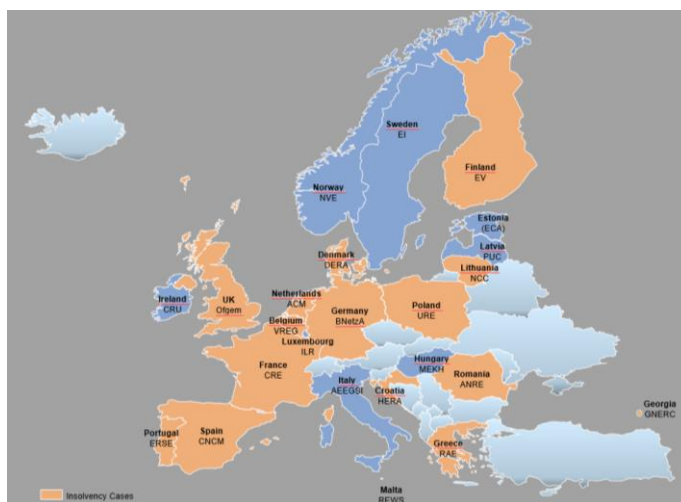 Sweden
EI
Finland
EV
Norway
NVE
Estonia
(ECA)
Latvia
PUC
Denmark
DERA
Lithuania
NCC
Netherlands
ACM
Ireland
CRU
UK
Ofgem
Germany
BNetzA
Poland
URE
Belgium
VREG
Luxembourg
ILR
France
CRE
Hungary
MEKH
Romania
ANRE
Italy
AEEGSI
Croatia
HERA
Georgia
GNERC
Portugal
ERSE
Spain
CNCM
Greece
RAE
Malta
REWS
Insolvency Cases